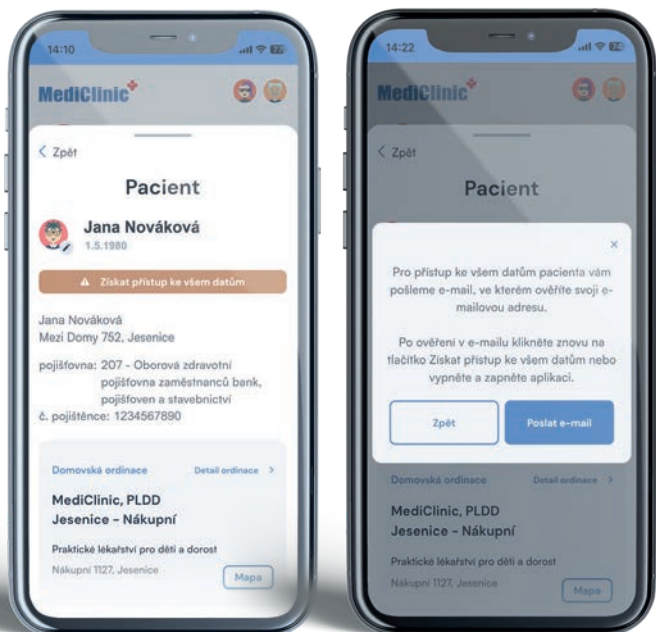 14:10
77
MediClinic
Zpět
Pacient
Jana Nováková
1.5.1980
Získat přístup ke všem datům
Jana Nováková
Mezi Domy 752, Jesenice
pojišťovna: 207 - Oborová zdravotní
pojišťovna zaměstnanců bank,
pojišťoven a stavebnictví
č. pojištěnce: 1234567890
Domovská ordinace Detail ordinace >
MediClinic, PLDD
Jesenice - Nákupní
Praktické lékařství pro děti a dorost
Nákupní 1127, Jesenice
Mapa
14:22
MediClinic
Zpět
Pacient
×
Pro přístup ke všem datům pacienta vám
pošleme e-mail, ve kterém ověříte svoji e-
mailovou adresu.
Po ověření v e-mailu klikněte znovu na
tlačítko Získat přístup ke všem datům nebo
vypněte a zapněte aplikaci.
Zpět Poslat e-mail
Domovská ordinace Detail ordinace >
MediClinic, PLDD
Jesenice - Nákupní
Praktické lékařství pro děti a dorost
Nákupní 1127, Jesenice
Mapa